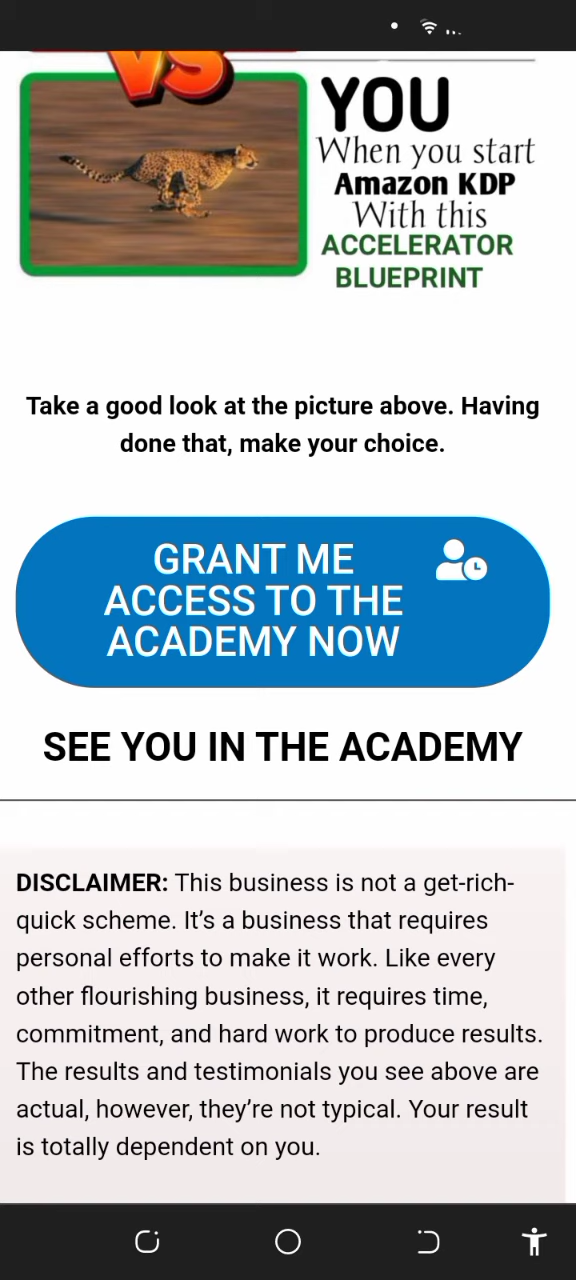 VS
YOU
When you start
Amazon KDP
With this
ACCELERATOR
BLUEPRINT
Take a good look at the picture above. Having
done that, make your choice.
GRANT ME
ACCESS TO THE
ACADEMY NOW
SEE YOU IN THE ACADEMY
DISCLAIMER: This business is not a get-rich-
quick scheme. It’s a business that requires
personal efforts to make it work. Like every
other flourishing business, it requires time,
commitment, and hard work to produce results.
The results and testimonials you see above are
actual, however, they’re not typical. Your result
is totally dependent on you.